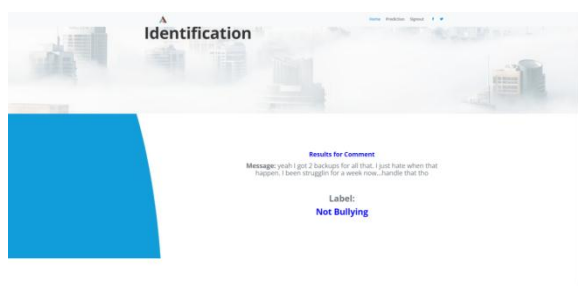 Home Prediction Signout
Identification
Results for Comment
Message: yeah I got 2 backups for all that. I just hate when that
happen. I been strugglin for a week now...handle that tho
Label:
Not Bullying